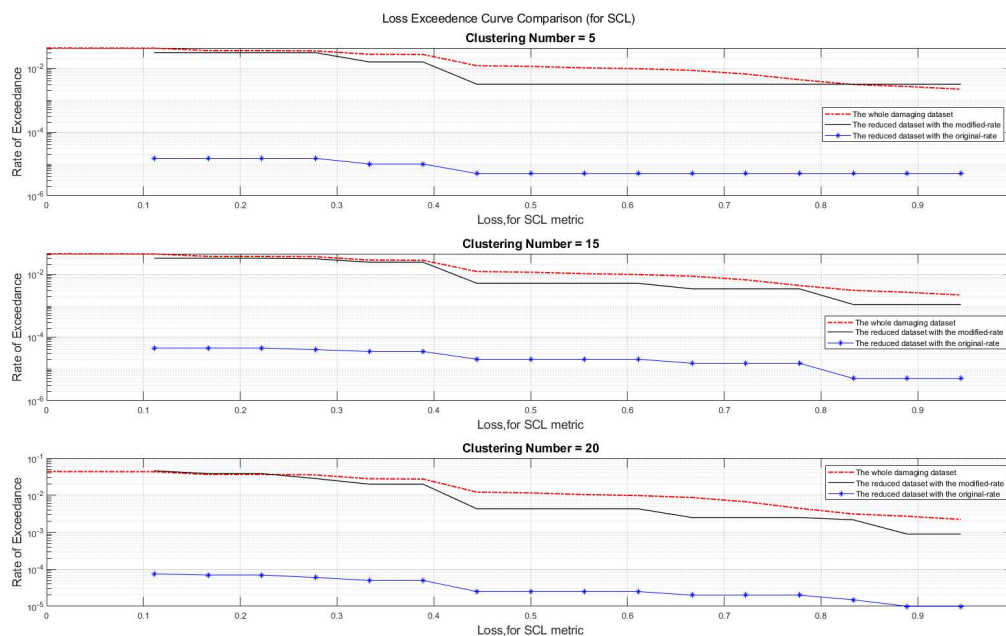 Loss Exceedence Curve Comparison (for SCL)
Clustering Number = 5
Rate of Exceedance
10^-2
10^-4
10^-6
The whole damaging dataset
The reduced dataset with the modified-rate
The reduced dataset with the original-rate
0 0.1 0.2 0.3 0.4 0.5 0.6 0.7 0.8 0.9
Loss,for SCL metric
Clustering Number = 15
Rate of Exceedance
10^-2
10^-4
10^-6
The whole damaging dataset
The reduced dataset with the modified-rate
The reduced dataset with the original-rate
0 0.1 0.2 0.3 0.4 0.5 0.6 0.7 0.8 0.9
Loss,for SCL metric
Clustering Number = 20
Rate of Exceedance
10^-1
10^-2
10^-3
10^-4
10^-5
The whole damaging dataset
The reduced dataset with the modified-rate
The reduced dataset with the original-rate
0 0.1 0.2 0.3 0.4 0.5 0.6 0.7 0.8 0.9
Loss,for SCL metric